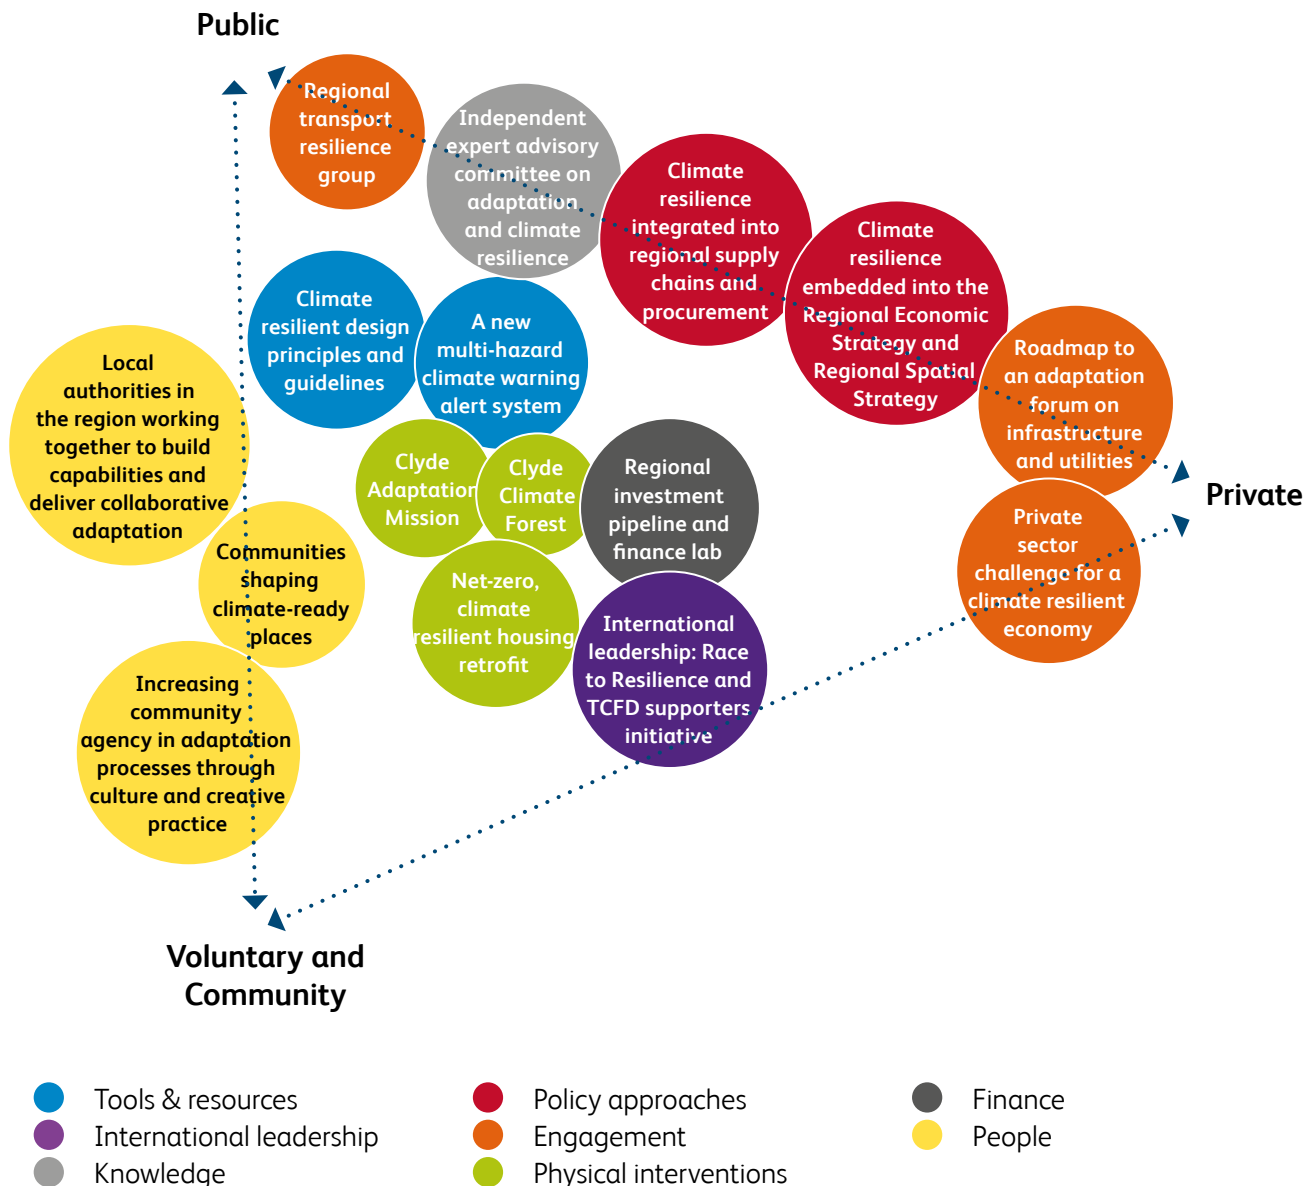 Public
Regional
transport
resilience
group
Independent
expert advisory
committee on
adaptation
and climate
resilience
Climate
resilience
integrated into
regional supply
chains and
procurement
Climate
resilience
embedded into the
Regional Economic
Strategy and
Regional Spatial
Strategy
Climate
resilient design
principles and
guidelines
A new
multi-hazard
climate warning
alert system
Roadmap to
an adaptation
forum on
infrastructure
and utilities
Local
authorities in
the region working
together to build
capabilities and
deliver collaborative
adaptation
Clyde
Adaptation
Mission
Clyde
Climate
Forest
Regional
investment
pipeline and
finance lab
Private
Private
sector
challenge for a
climate resilient
economy
Communities
shaping
climate-ready
places
Net-zero,
climate
resilient housing
retrofit
International
leadership: Race
to Resilience and
TCFD supporters
initiative
Increasing
community
agency in adaptation
processes through
culture and creative
practice
Voluntary and
Community
Tools & resources
International leadership
Knowledge
Policy approaches
Engagement
Physical interventions
Finance
People